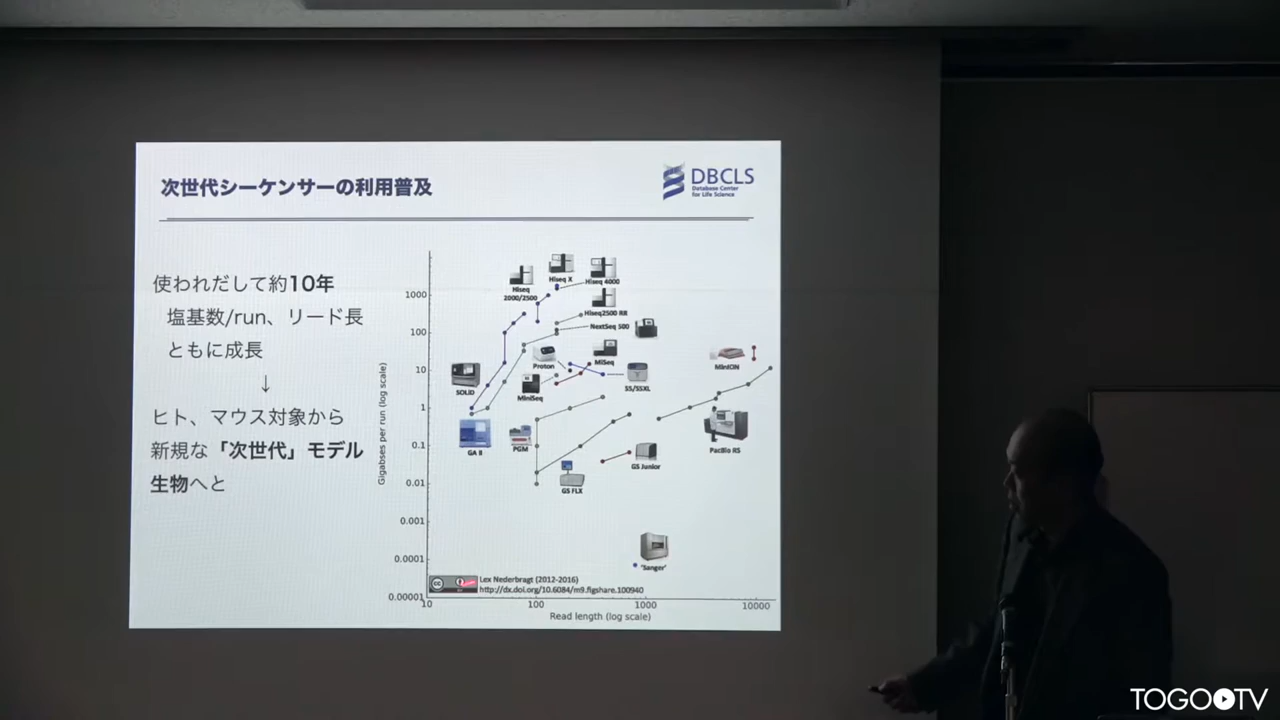 次世代シーケンサーの利用普及
DBCLS
Database Center
for Life Science
使われだして約10年
塩基数/run、リード長
ともに成長
↓
ヒト、マウス対象から
新規な「次世代」モデル
生物へと
Gigabses per run (log scale)
1000
100
10
1
0.1
0.01
0.001
0.0001
0.00001
10
100
1000
10000
Read length (log scale)
Hiseq
2000/2500
Hiseq X
Hiseq 4000
Hiseq2500 RR
NextSeq 500
MiSeq
Proton
MiniSeq
S5/S5XL
SOLiD
GA II
PGM
GS FLX
GS Junior
MinION
PacBio RS
'Sanger'
Lex Nederbragt (2012-2016)
http://dx.doi.org/10.6084/m9.figshare.100940
TOGOTV